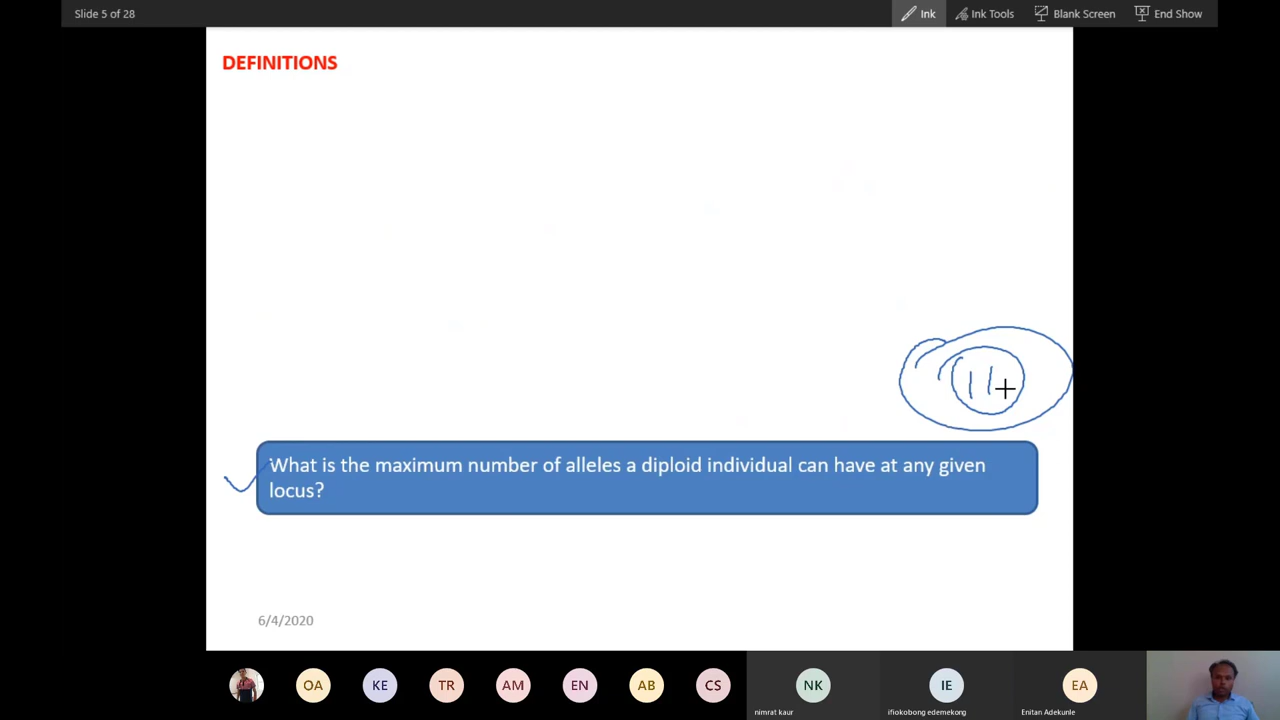 Slide 5 of 28
Ink
Ink Tools
Blank Screen
End Show
DEFINITIONS
What is the maximum number of alleles a diploid individual can have at any given
locus?
6/4/2020
OA
KE
TR
AM
EN
AB
CS
NK
IE
EA
nimrat kaur
ifiokobong edemekong
Enitan Adekunle